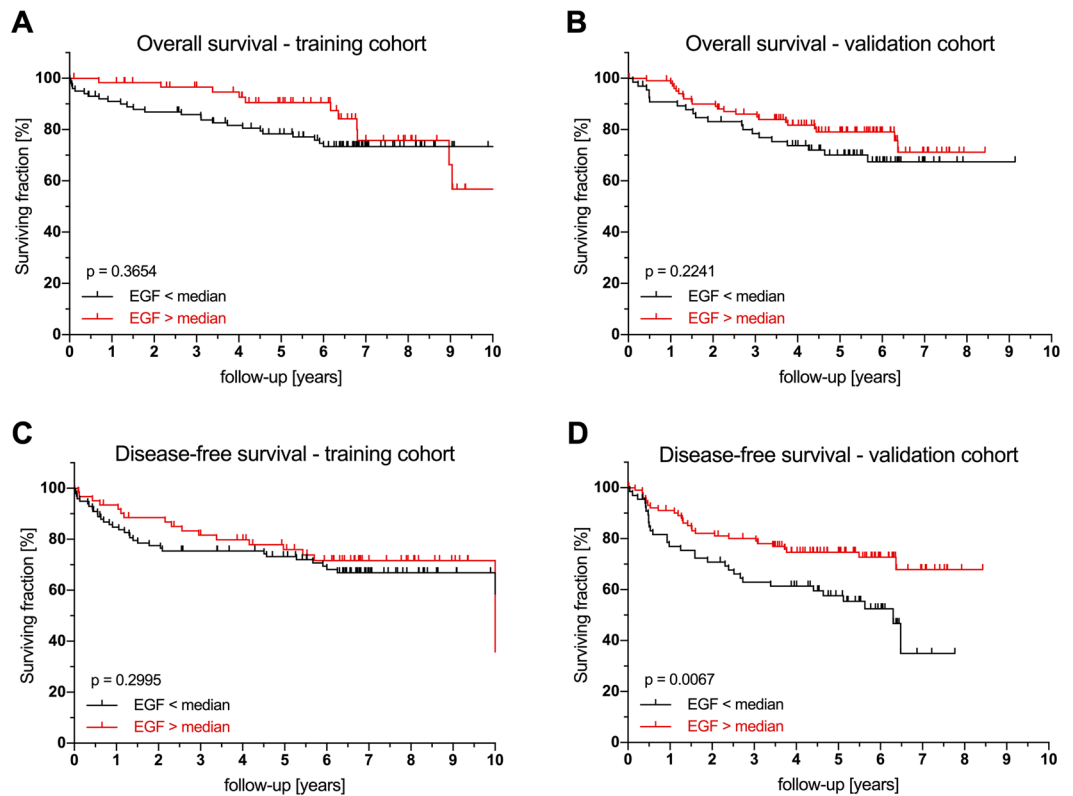 A
Overall survival - training cohort
Surviving fraction [%]
100
80
60
40
20
0
p = 0.3654
EGF < median
EGF > median
0 1 2 3 4 5 6 7 8 9 10
follow-up [years]
B
Overall survival - validation cohort
Surviving fraction [%]
100
80
60
40
20
0
p = 0.2241
EGF < median
EGF > median
0 1 2 3 4 5 6 7 8 9 10
follow-up [years]
C
Disease-free survival - training cohort
Surviving fraction [%]
100
80
60
40
20
0
p = 0.2995
EGF < median
EGF > median
0 1 2 3 4 5 6 7 8 9 10
follow-up [years]
D
Disease-free survival - validation cohort
Surviving fraction [%]
100
80
60
40
20
0
p = 0.0067
EGF < median
EGF > median
0 1 2 3 4 5 6 7 8 9 10
follow-up [years]